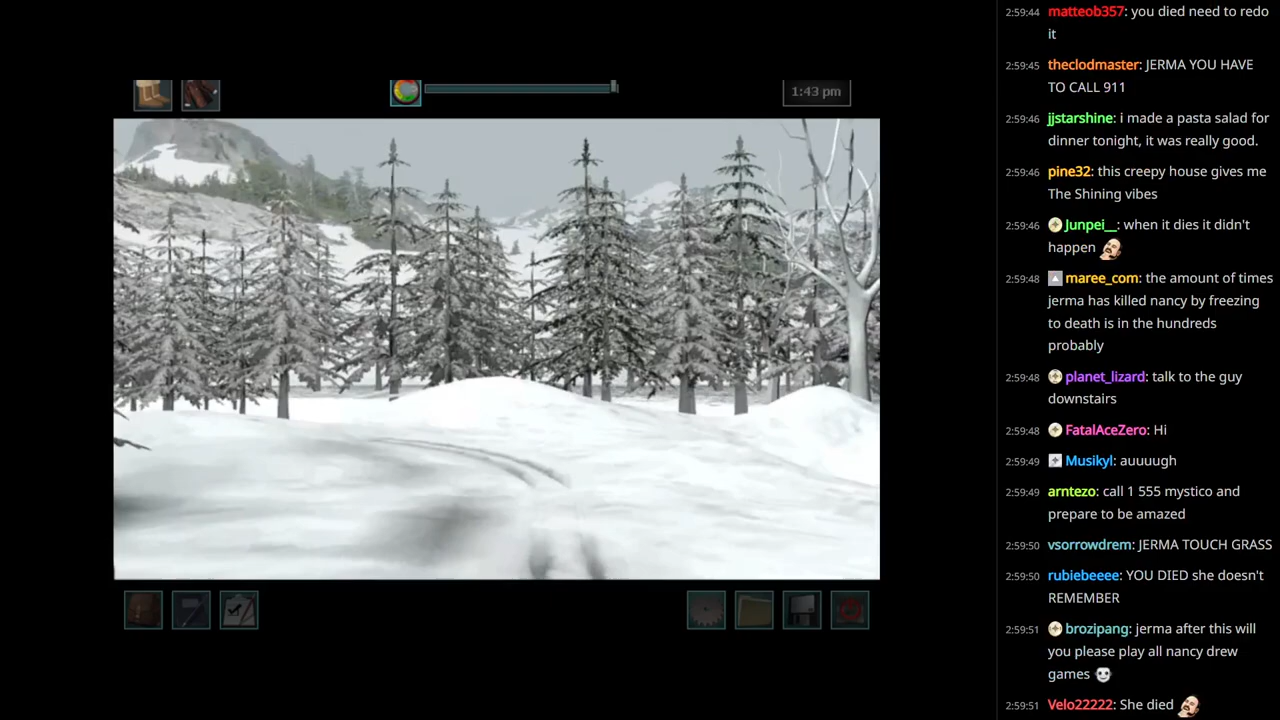 1:43 pm
2:59:44 matteob357: you died need to redo
it
2:59:45 theclodmaster: JERMA YOU HAVE
TO CALL 911
2:59:46 jjstarshine: i made a pasta salad for
dinner tonight, it was really good.
2:59:46 pine32: this creepy house gives me
The Shining vibes
2:59:46 Junpei__: when it dies it didn't
happen
2:59:48 maree_com: the amount of times
jerma has killed nancy by freezing
to death is in the hundreds
probably
2:59:48 planet_lizard: talk to the guy
downstairs
2:59:48 FatalAceZero: Hi
2:59:49 Musikyl: auuuugh
2:59:49 arntezo: call 1 555 mystico and
prepare to be amazed
2:59:50 vsorrowdrem: JERMA TOUCH GRASS
2:59:50 rubiebeeee: YOU DIED she doesn't
REMEMBER
2:59:51 brozipang: jerma after this will
you please play all nancy drew
games
2:59:51 Velo22222: She died